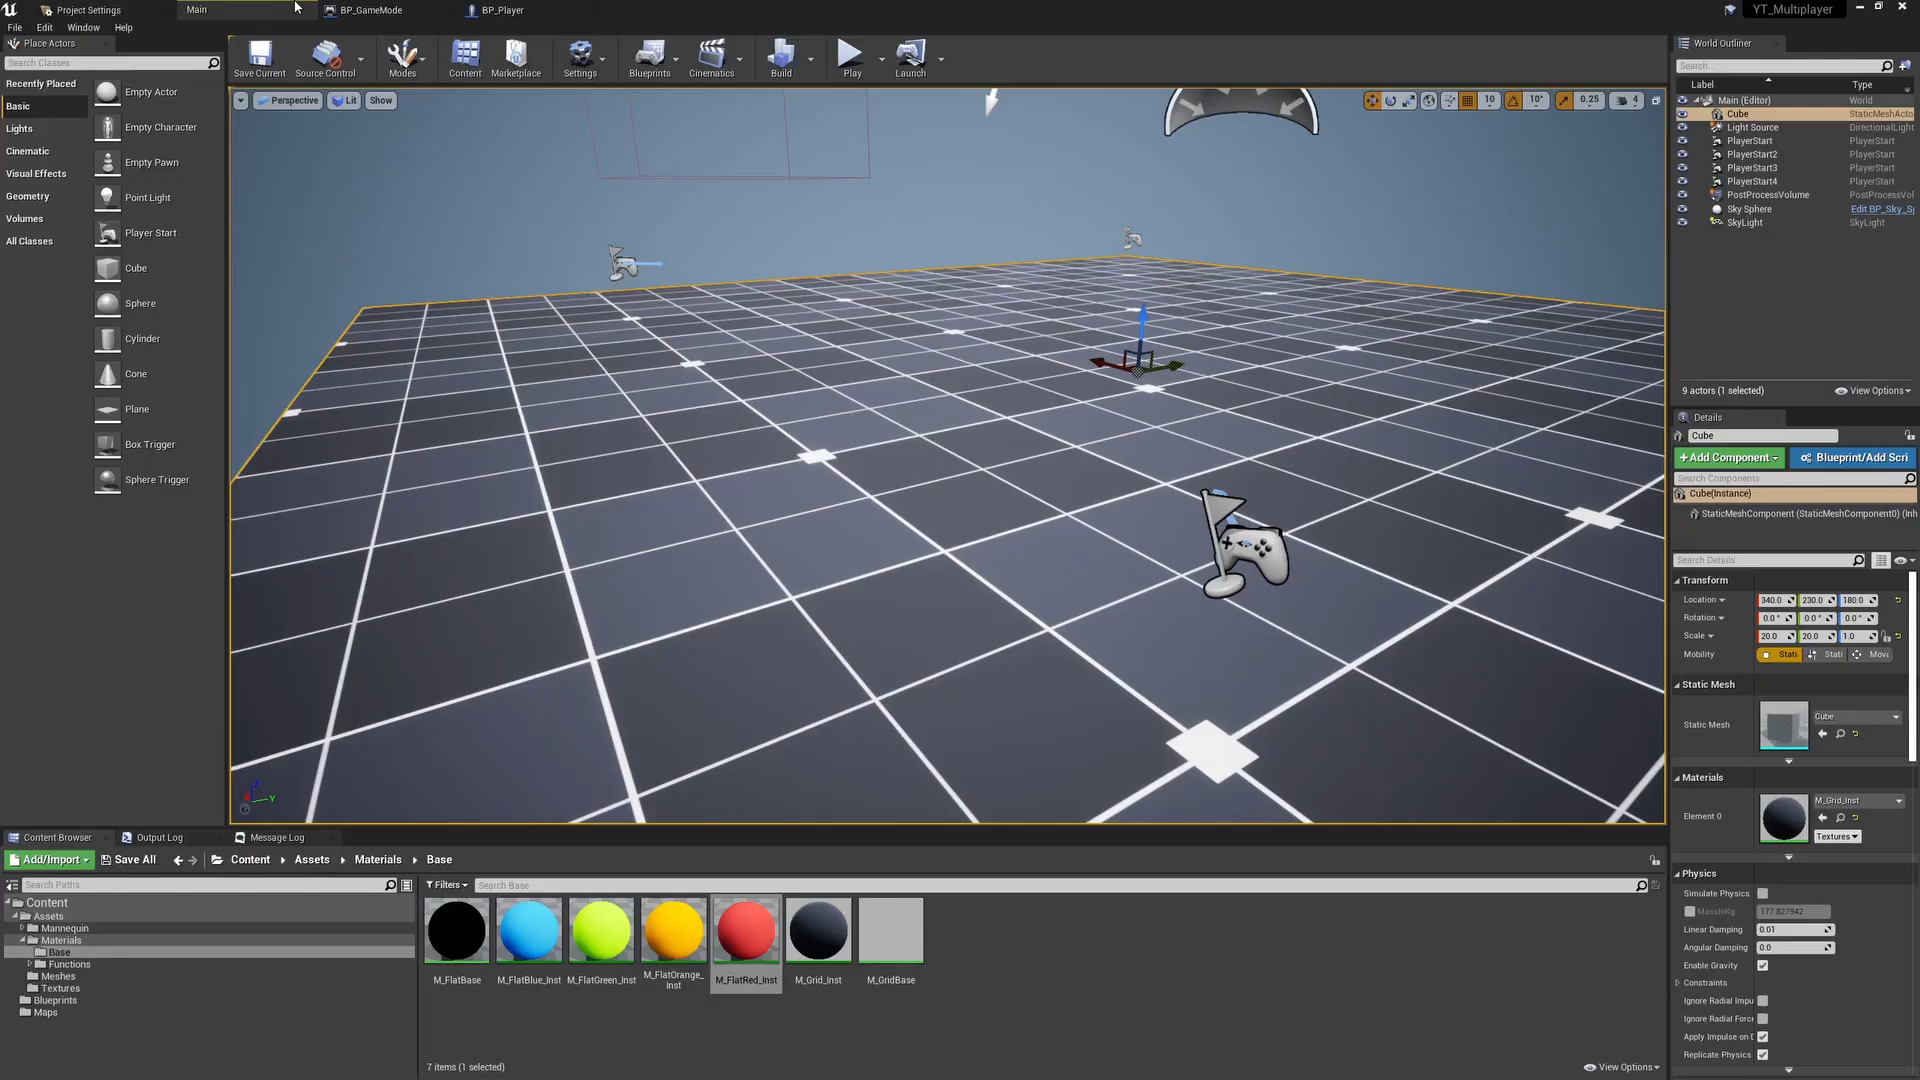 Project Settings
Main
BP_GameMode
BP_Player
YT_Multiplayer
File Edit Window Help
Place Actors
Search Classes
Recently Placed
Basic
Lights
Cinematic
Visual Effects
Geometry
Volumes
All Classes
Empty Actor
Empty Character
Empty Pawn
Point Light
Player Start
Cube
Sphere
Cylinder
Cone
Plane
Box Trigger
Sphere Trigger
Save Current
Source Control
Modes
Content
Marketplace
Settings
Blueprints
Cinematics
Build
Play
Launch
Perspective
Lit
Show
10
10°
0.25
4
Z
Y
World Outliner
Search...
Label Type
Main (Editor) World
Cube StaticMeshActo
Light Source DirectionalLight
PlayerStart PlayerStart
PlayerStart2 PlayerStart
PlayerStart3 PlayerStart
PlayerStart4 PlayerStart
PostProcessVolume PostProcessVol
Sky Sphere Edit BP_Sky_S
SkyLight SkyLight
9 actors (1 selected)
View Options
Details
Cube
+Add Component
Blueprint/Add Scri
Search Components
Cube(Instance)
StaticMeshComponent (StaticMeshComponent0) (Inh
Search Details
Transform
Location 340.0 230.0 180.0
Rotation 0.0° 0.0° 0.0°
Scale 20.0 20.0 1.0
Mobility Stati Stati Mova
Static Mesh
Static Mesh
Cube
Materials
Element 0
M_Grid_Inst
Textures
Physics
Simulate Physics
MassInKg 177.827942
Linear Damping 0.01
Angular Damping 0.0
Enable Gravity
Constraints
Ignore Radial Impu
Ignore Radial Force
Apply Impulse on D
Replicate Physics
Content Browser
Output Log
Message Log
Add/Import
Save All
Content
Assets
Materials
Base
Search Paths
Filters
Search Base
Content
Assets
Mannequin
Materials
Base
Functions
Meshes
Textures
Blueprints
Maps
M_FlatBase
M_FlatBlue_Inst
M_FlatGreen_Inst
M_FlatOrange_
Inst
M_FlatRed_Inst
M_Grid_Inst
M_GridBase
7 items (1 selected)
View Options